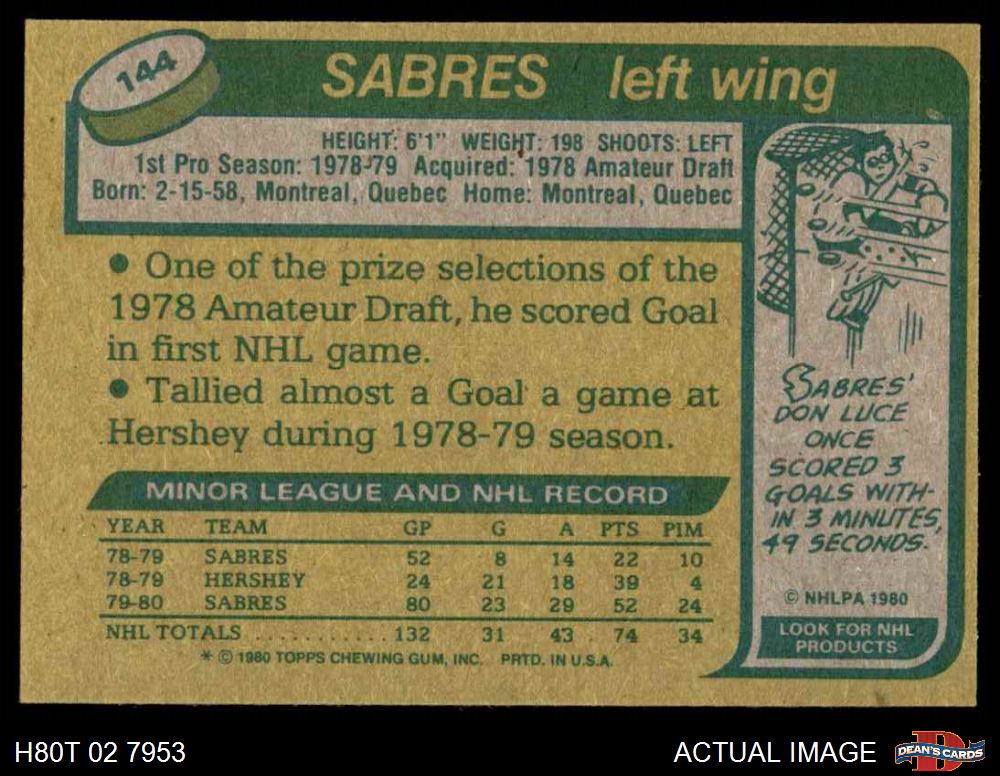 144
SABRES left wing
HEIGHT: 6'1" WEIGHT: 198 SHOOTS: LEFT
1st Pro Season: 1978-79 Acquired: 1978 Amateur Draft
Born: 2-15-58, Montreal, Quebec Home: Montreal, Quebec
• One of the prize selections of the
1978 Amateur Draft, he scored Goal
in first NHL game.
• Tallied almost a Goal a game at
Hershey during 1978-79 season.
MINOR LEAGUE AND NHL RECORD
YEAR TEAM GP G A PTS PIM
78-79 SABRES 52 8 14 22 10
78-79 HERSHEY 24 21 18 39 4
79-80 SABRES 80 23 29 52 24
NHL TOTALS ........... 132 31 43 74 34
* © 1980 TOPPS CHEWING GUM, INC. PRTD. IN U.S.A.
SABRES'
DON LUCE
ONCE
SCORED 3
GOALS WITH-
IN 3 MINUTES,
49 SECONDS.
© NHLPA 1980
LOOK FOR NHL
PRODUCTS
H80T 02 7953
ACTUAL IMAGE
DEAN'S CARDS